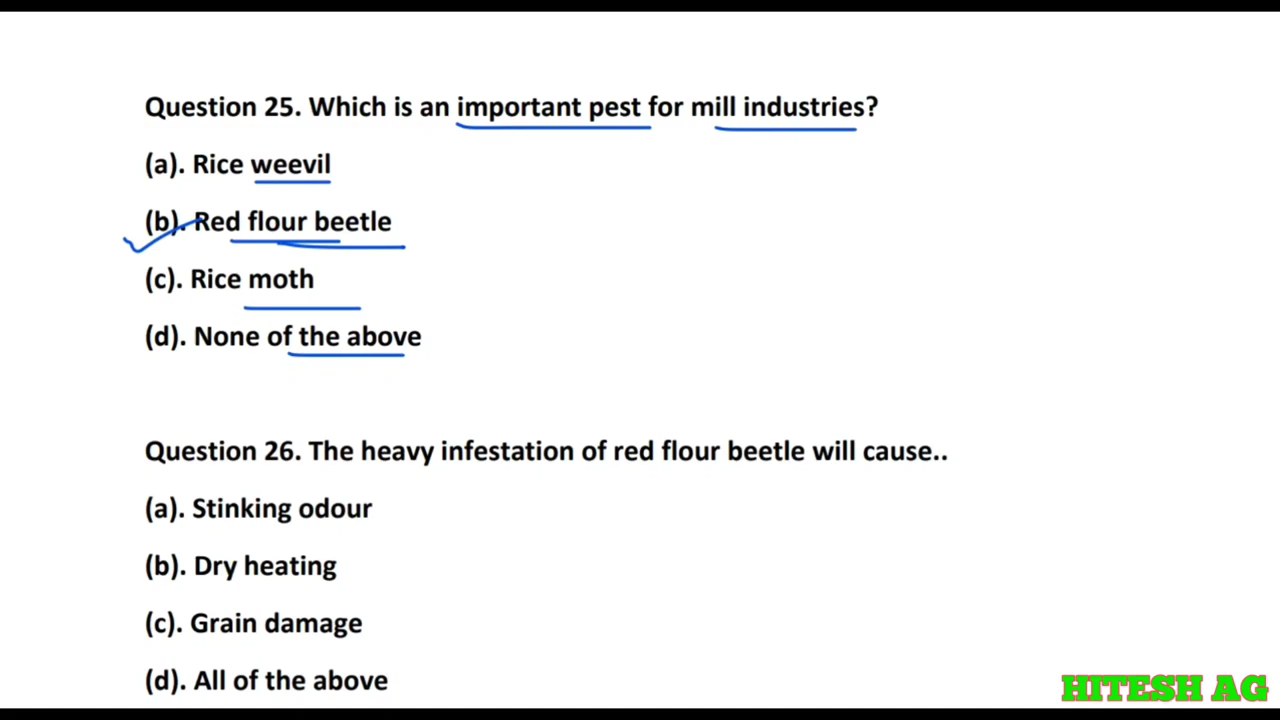 Question 25. Which is an important pest for mill industries?
(a). Rice weevil
(b). Red flour beetle
(c). Rice moth
(d). None of the above
Question 26. The heavy infestation of red flour beetle will cause..
(a). Stinking odour
(b). Dry heating
(c). Grain damage
(d). All of the above
HITESH AG